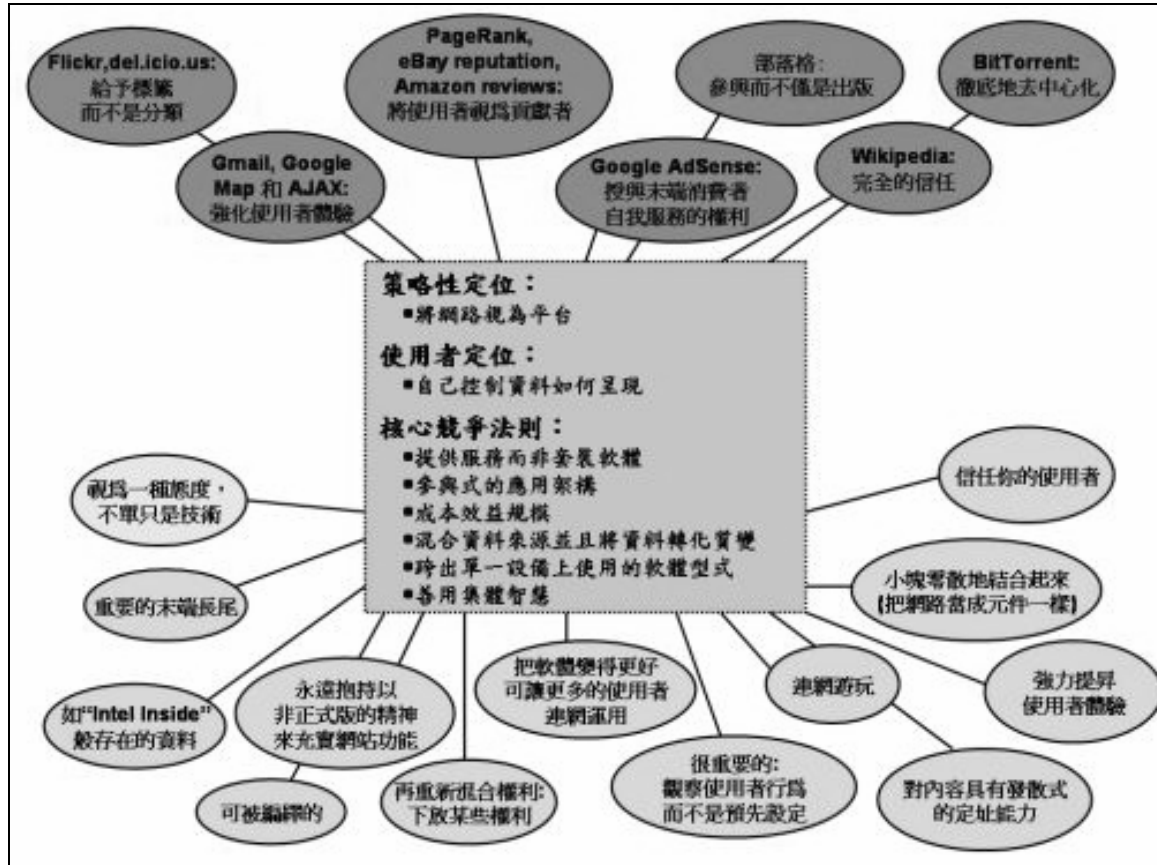 Flickr,del.icio.us:
給予標籤
而不是分類
PageRank,
eBay reputation,
Amazon reviews:
將使用者視為貢獻者
部落格:
參與而不僅是出版
BitTorrent:
徹底地去中心化
Gmail, Google
Map 和 AJAX:
強化使用者體驗
Google AdSense:
授與末端消費者
自我服務的權利
Wikipedia:
完全的信任
策略性定位：
▪將網路視為平台
使用者定位：
▪自己控制資料如何呈現
核心競爭法則：
▪提供服務而非套裝軟體
▪參與式的應用架構
▪成本效益規模
▪混合資料來源並且將資料轉化質變
▪跨出單一設備上使用的軟體型式
▪善用集體智慧
視為一種態度，
不單只是技術
信任你的使用者
重要的末端長尾
小塊零散地結合起來
(把網路當成元件一樣)
如“Intel Inside”
般存在的資料
永遠抱持以
非正式版的精神
來充實網站功能
把軟體變得更好
可讓更多的使用者
連網運用
連網遊玩
強力提昇
使用者體驗
可被編繹的
再重新混合權利:
下放某些權利
很重要的:
觀察使用者行為
而不是預先設定
對內容具有發散式
的定址能力